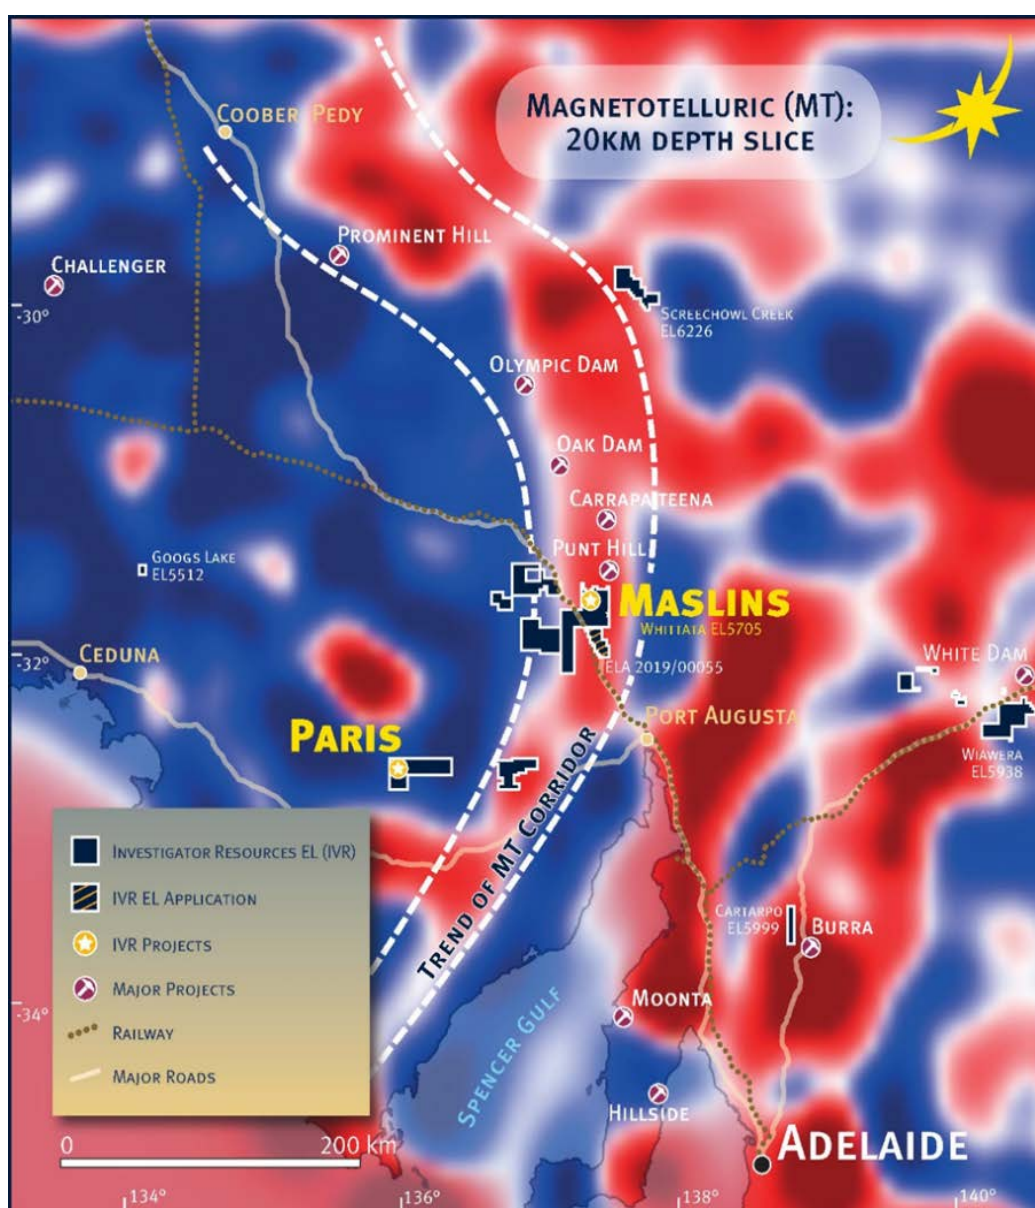 Magnetotelluric (MT):
20km depth slice
Coober Pedy
Prominent Hill
Challenger
-30°
Screechowl Creek
EL6226
Olympic Dam
Oak Dam
Carrapateena
Punt Hill
Googs Lake
EL5512
Maslins
Whittata EL5705
-32°
Ceduna
ELA 2019/00055
White Dam
Port Augusta
Paris
Wiawera
EL5938
Trend of MT Corridor
Investigator Resources EL (IVR)
IVR EL Application
IVR Projects
Major Projects
Railway
Major Roads
Cartarpo
EL5999
Burra
-34°
Moonta
Spencer Gulf
Hillside
0 200 km
Adelaide
134° 136° 138° 140°